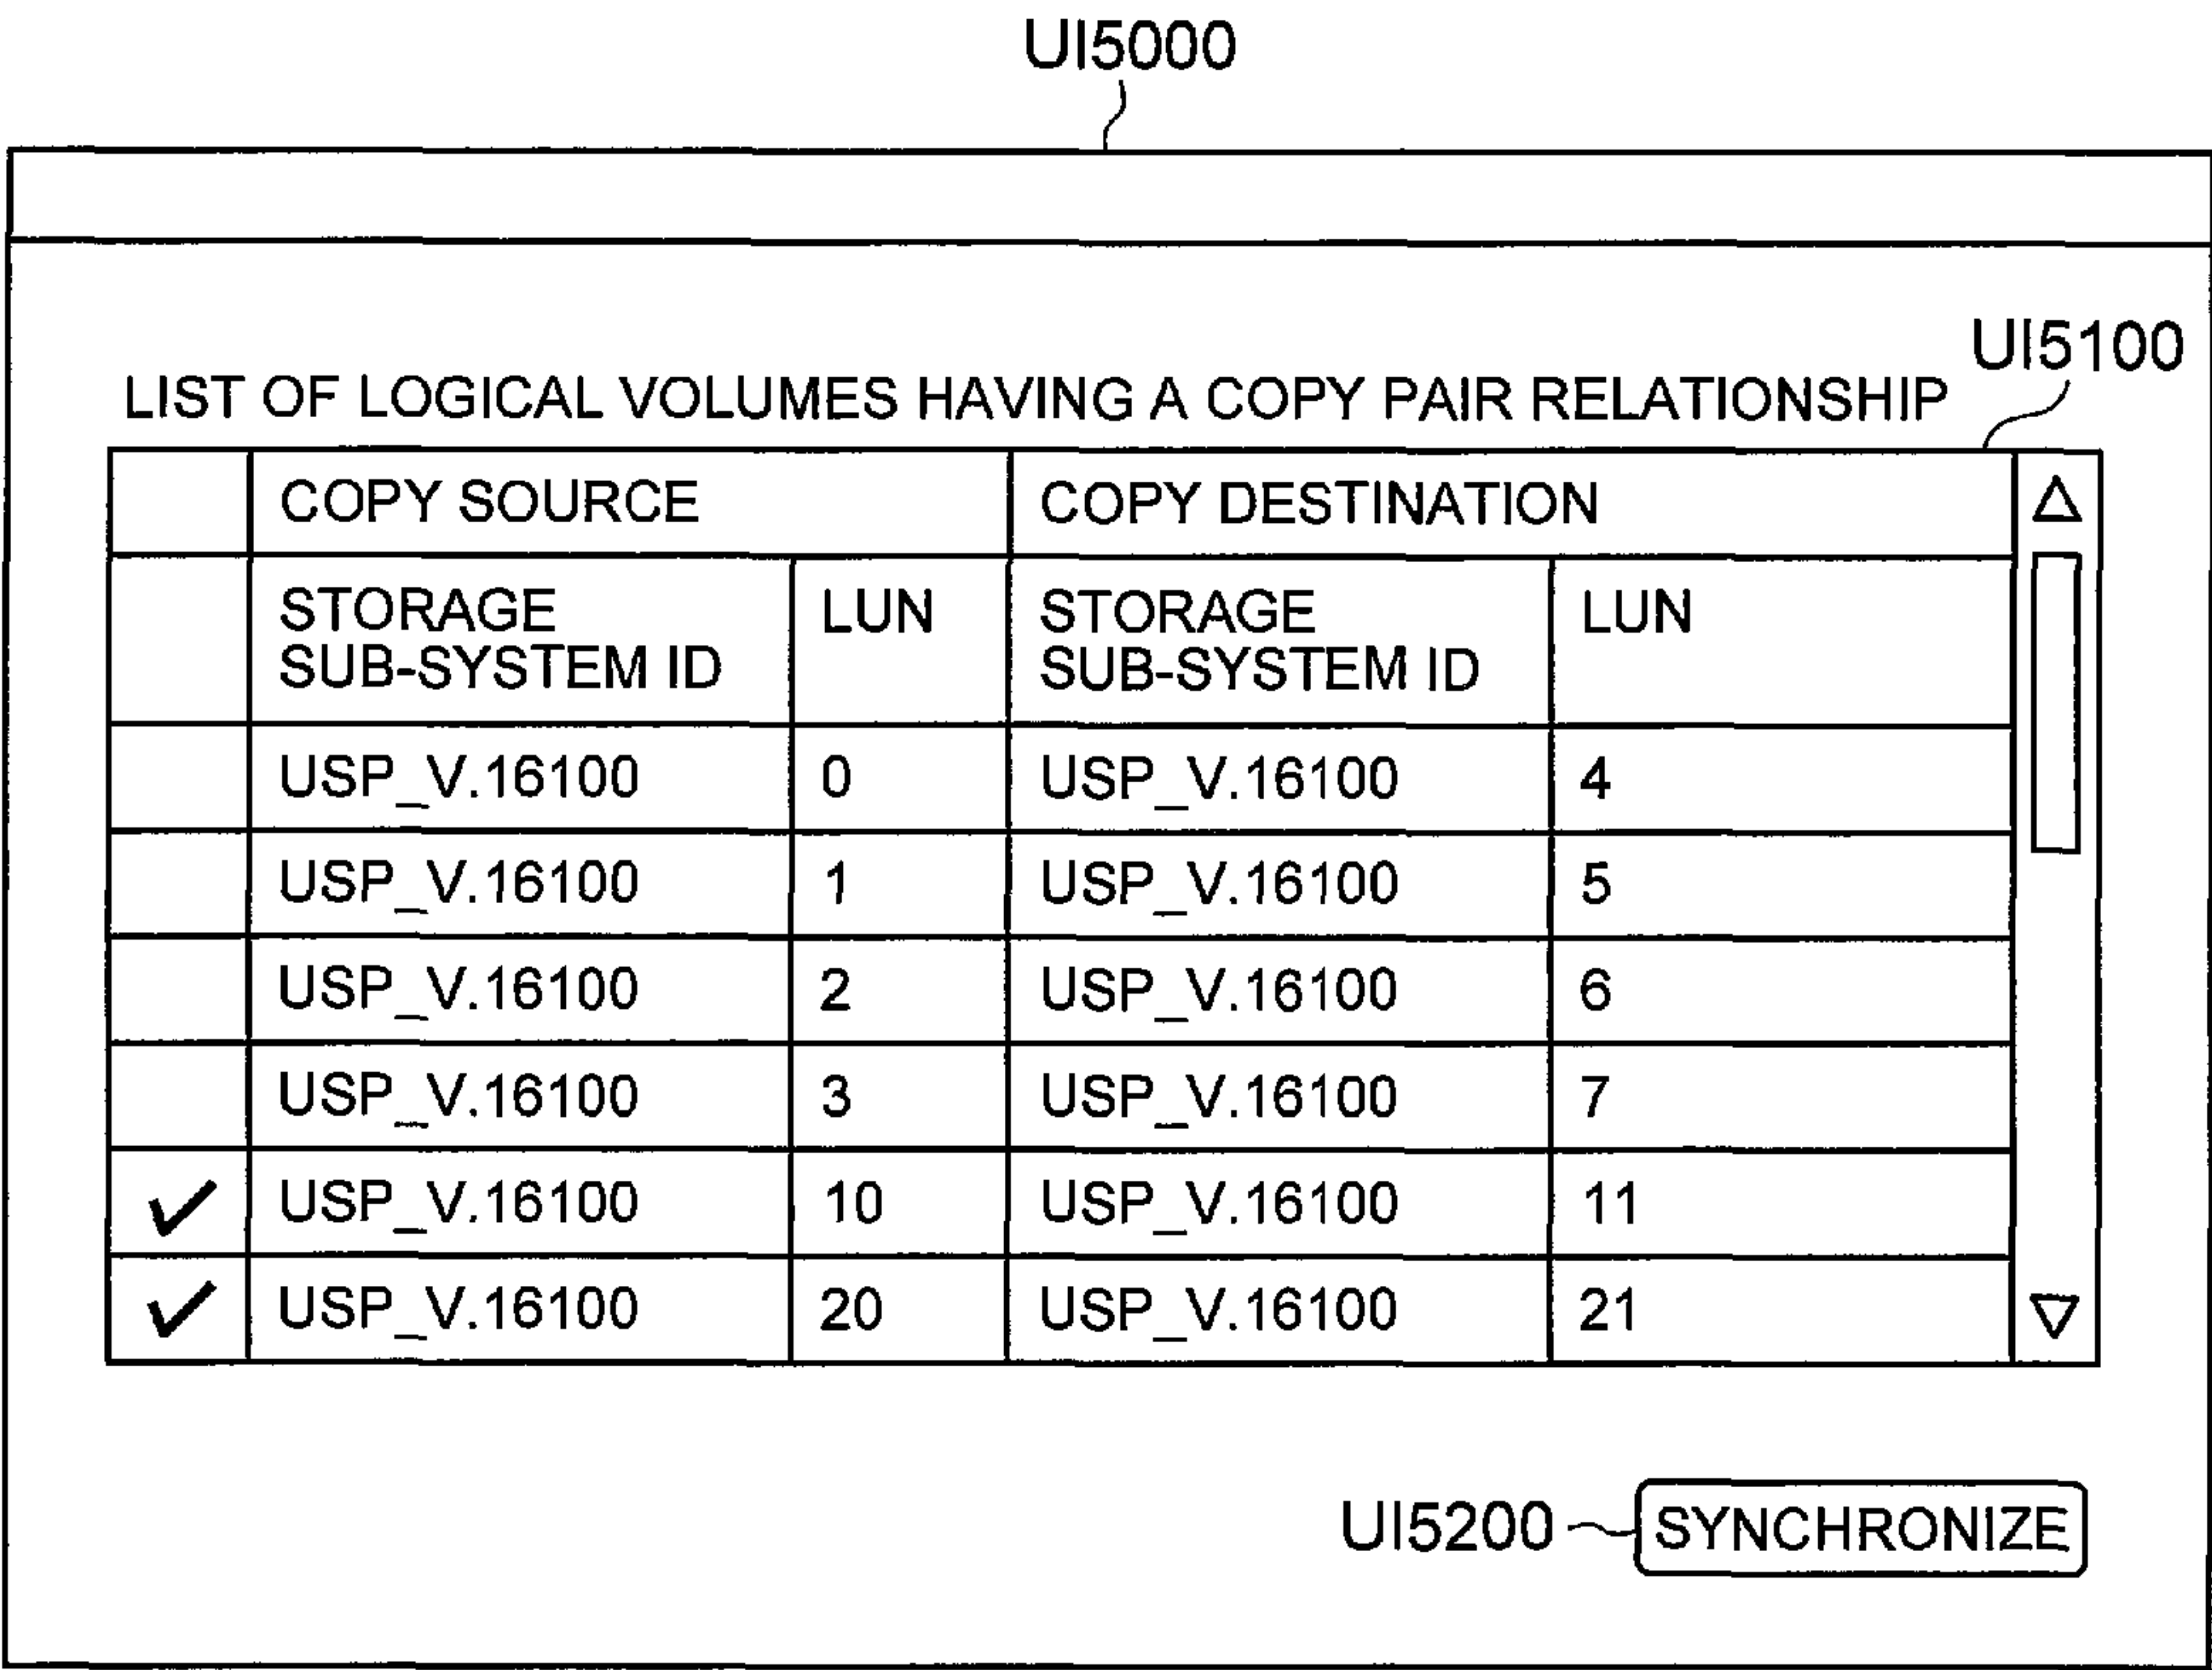 UI5000
UI5100
LIST OF LOGICAL VOLUMES HAVING A COPY PAIR RELATIONSHIP
COPY SOURCE COPY DESTINATION
STORAGE SUB-SYSTEM ID LUN STORAGE SUB-SYSTEM ID LUN
USP_V.16100 0 USP_V.16100 4
USP_V.16100 1 USP_V.16100 5
USP_V.16100 2 USP_V.16100 6
USP_V.16100 3 USP_V.16100 7
✓ USP_V.16100 10 USP_V.16100 11
✓ USP_V.16100 20 USP_V.16100 21
UI5200 SYNCHRONIZE